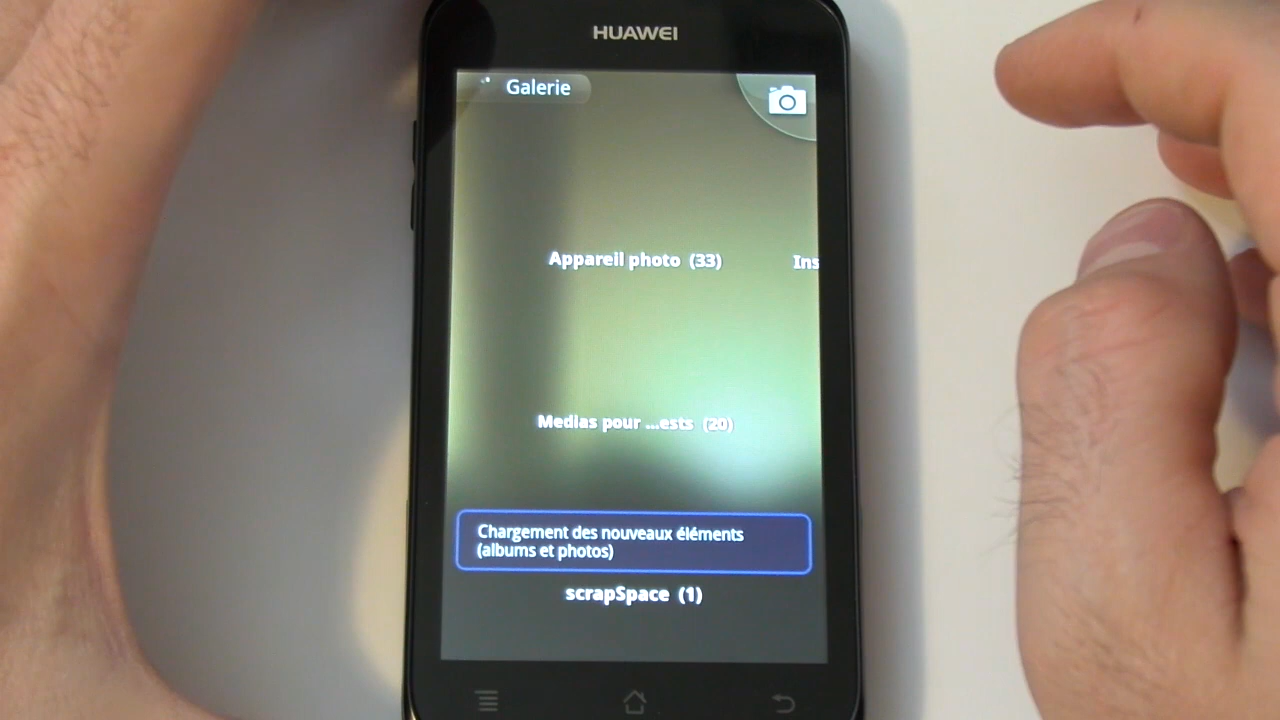 HUAWEI
Galerie
Appareil photo (33)
Ins
Medias pour ...ests (20)
Chargement des nouveaux éléments
(albums et photos)
scrapSpace (1)